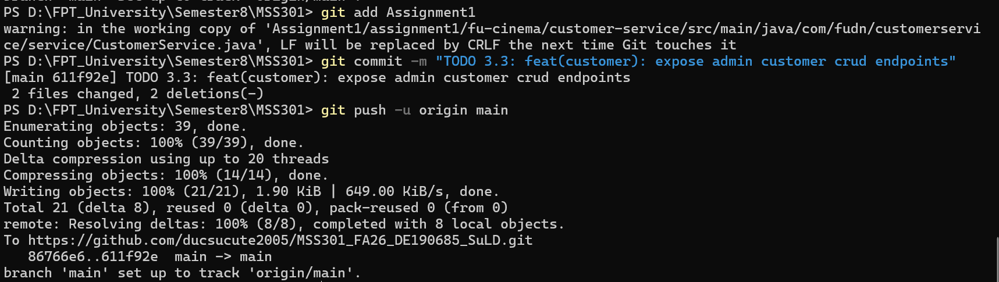 branch 'main' set up to track 'origin/main'.
PS D:\FPT_University\Semester8\MSS301> git add Assignment1
warning: in the working copy of 'Assignment1/assignment1/fu-cinema/customer-service/src/main/java/com/fudn/customerservi
ce/service/CustomerService.java', LF will be replaced by CRLF the next time Git touches it
PS D:\FPT_University\Semester8\MSS301> git commit -m "TODO 3.3: feat(customer): expose admin customer crud endpoints"
[main 611f92e] TODO 3.3: feat(customer): expose admin customer crud endpoints
 2 files changed, 2 deletions(-)
PS D:\FPT_University\Semester8\MSS301> git push -u origin main
Enumerating objects: 39, done.
Counting objects: 100% (39/39), done.
Delta compression using up to 20 threads
Compressing objects: 100% (14/14), done.
Writing objects: 100% (21/21), 1.90 KiB | 649.00 KiB/s, done.
Total 21 (delta 8), reused 0 (delta 0), pack-reused 0 (from 0)
remote: Resolving deltas: 100% (8/8), completed with 8 local objects.
To https://github.com/ducsucute2005/MSS301_FA26_DE190685_SuLD.git
   86766e6..611f92e  main -> main
branch 'main' set up to track 'origin/main'.